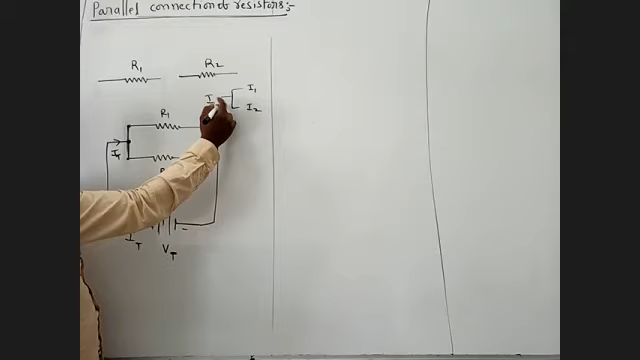 Parallel connection of resistors:-
R1 R2
I1
I
I2
R1
IT
R
-
IT
VT